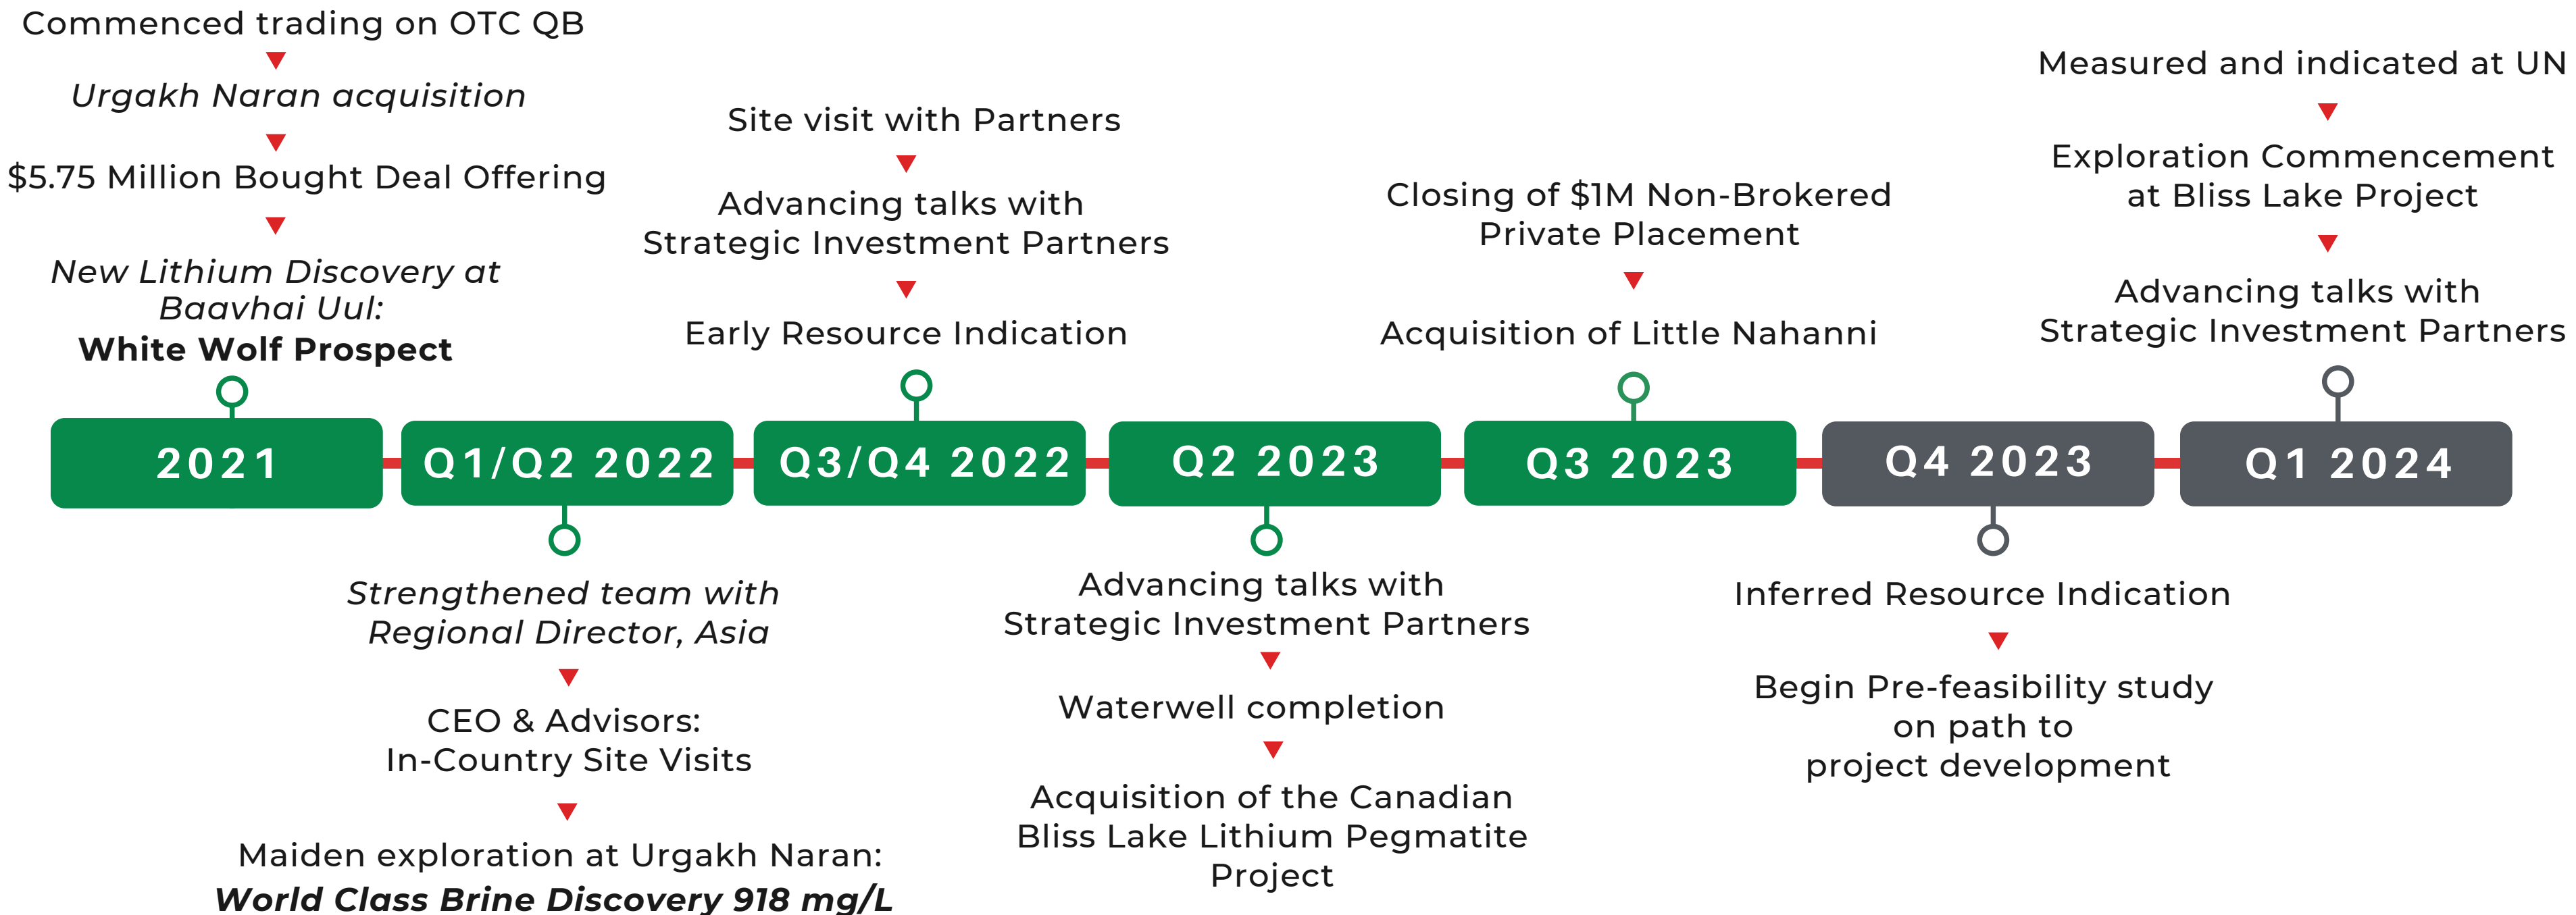 Commenced trading on OTC QB
Urgakh Naran acquisition
$5.75 Million Bought Deal Offering
New Lithium Discovery at
Baavhai Uul:
White Wolf Prospect
2021
Q1/Q2 2022
Strengthened team with
Regional Director, Asia
CEO & Advisors:
In-Country Site Visits
Maiden exploration at Urgakh Naran:
World Class Brine Discovery 918 mg/L
Site visit with Partners
Advancing talks with
Strategic Investment Partners
Early Resource Indication
Q3/Q4 2022
Q2 2023
Advancing talks with
Strategic Investment Partners
Waterwell completion
Acquisition of the Canadian
Bliss Lake Lithium Pegmatite
Project
Closing of $1M Non-Brokered
Private Placement
Acquisition of Little Nahanni
Q3 2023
Q4 2023
Inferred Resource Indication
Begin Pre-feasibility study
on path to
project development
Measured and indicated at UN
Exploration Commencement
at Bliss Lake Project
Advancing talks with
Strategic Investment Partners
Q1 2024